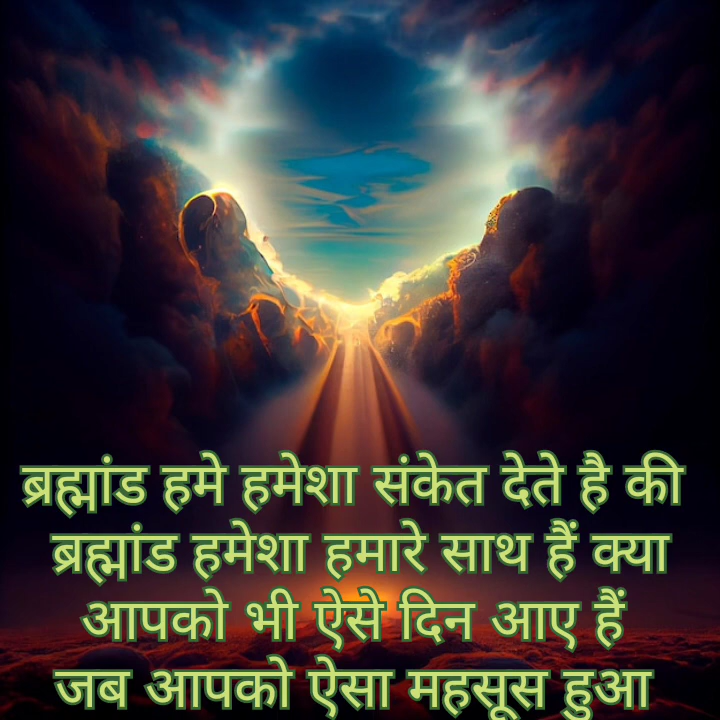 ब्रह्मांड हमे हमेशा संकेत देते है की
ब्रह्मांड हमेशा हमारे साथ हैं क्या
आपको भी ऐसे दिन आए हैं
जब आपको ऐसा महसूस हुआ